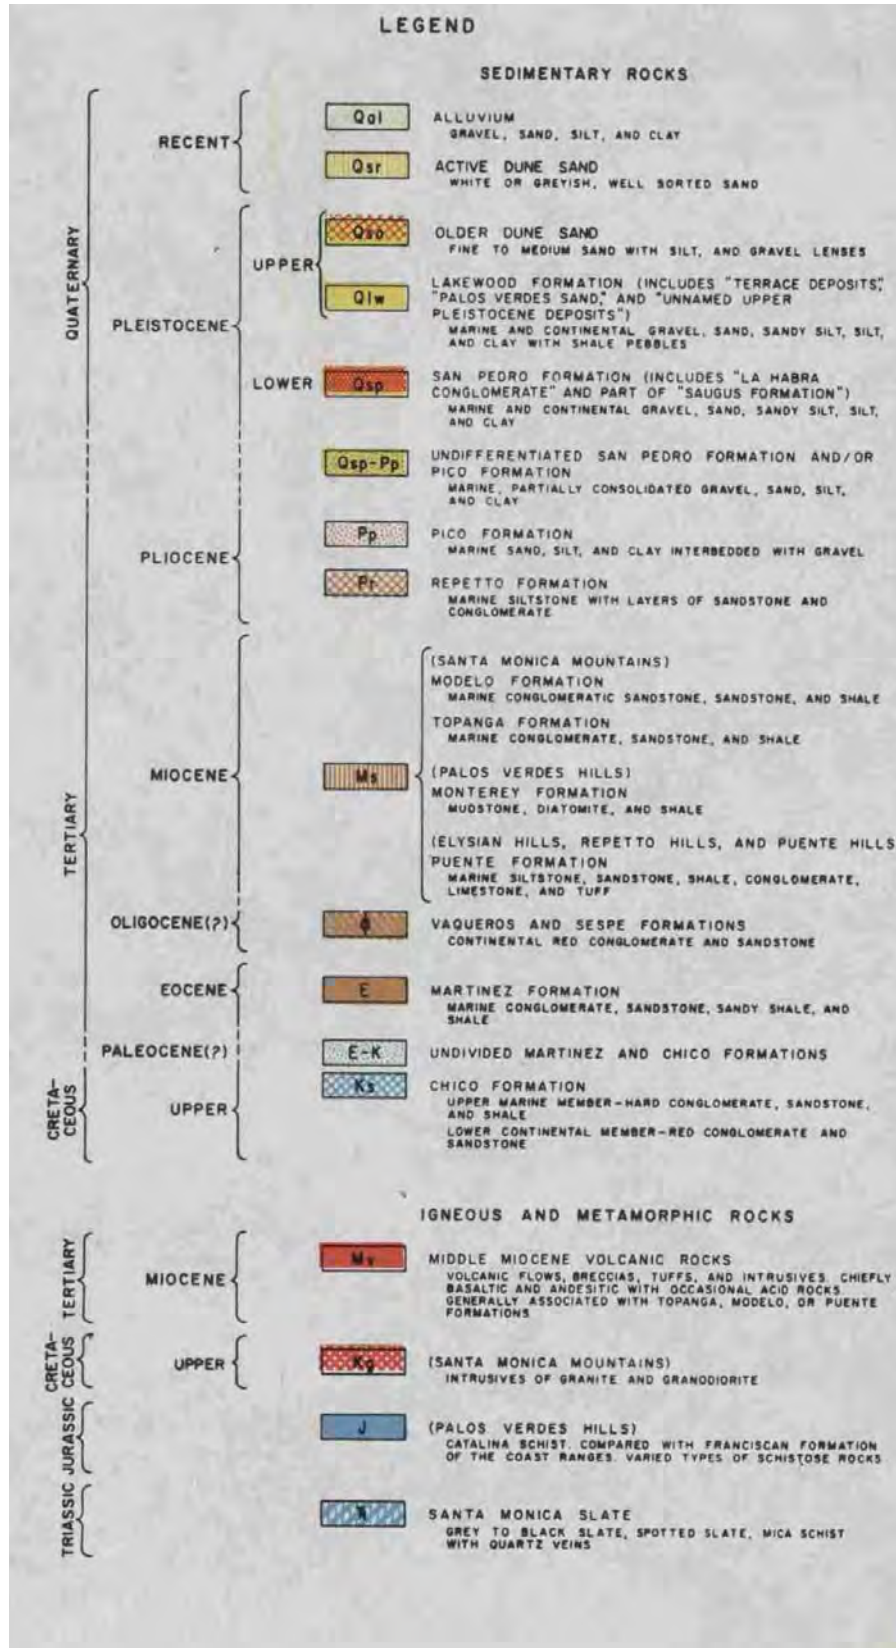 LEGEND
SEDIMENTARY ROCKS
QUATERNARY
RECENT
Qal
ALLUVIUM
GRAVEL, SAND, SILT, AND CLAY
Qsr
ACTIVE DUNE SAND
WHITE OR GREYISH, WELL SORTED SAND
PLEISTOCENE
UPPER
Qso
OLDER DUNE SAND
FINE TO MEDIUM SAND WITH SILT, AND GRAVEL LENSES
Qlw
LAKEWOOD FORMATION (INCLUDES "TERRACE DEPOSITS,"
"PALOS VERDES SAND," AND "UNNAMED UPPER
PLEISTOCENE DEPOSITS")
MARINE AND CONTINENTAL GRAVEL, SAND, SANDY SILT, SILT,
AND CLAY WITH SHALE PEBBLES
LOWER
Qsp
SAN PEDRO FORMATION (INCLUDES "LA HABRA
CONGLOMERATE" AND PART OF "SAUGUS FORMATION")
MARINE AND CONTINENTAL GRAVEL, SAND, SANDY SILT, SILT,
AND CLAY
Qsp-Pp
UNDIFFERENTIATED SAN PEDRO FORMATION AND/OR
PICO FORMATION
MARINE, PARTIALLY CONSOLIDATED GRAVEL, SAND, SILT,
AND CLAY
TERTIARY
PLIOCENE
Pp
PICO FORMATION
MARINE SAND, SILT, AND CLAY INTERBEDDED WITH GRAVEL
Pr
REPETTO FORMATION
MARINE SILTSTONE WITH LAYERS OF SANDSTONE AND
CONGLOMERATE
MIOCENE
Ms
(SANTA MONICA MOUNTAINS)
MODELO FORMATION
MARINE CONGLOMERATIC SANDSTONE, SANDSTONE, AND SHALE
TOPANGA FORMATION
MARINE CONGLOMERATE, SANDSTONE, AND SHALE
(PALOS VERDES HILLS)
MONTEREY FORMATION
MUDSTONE, DIATOMITE, AND SHALE
(ELYSIAN HILLS, REPETTO HILLS, AND PUENTE HILLS
PUENTE FORMATION
MARINE SILTSTONE, SANDSTONE, SHALE, CONGLOMERATE,
LIMESTONE, AND TUFF
OLIGOCENE(?)
VAQUEROS AND SESPE FORMATIONS
CONTINENTAL RED CONGLOMERATE AND SANDSTONE
EOCENE
E
MARTINEZ FORMATION
MARINE CONGLOMERATE, SANDSTONE, SANDY SHALE, AND
SHALE
PALEOCENE(?)
E-K
UNDIVIDED MARTINEZ AND CHICO FORMATIONS
CRETA-
CEOUS
UPPER
Ks
CHICO FORMATION
UPPER MARINE MEMBER-HARD CONGLOMERATE, SANDSTONE,
AND SHALE
LOWER CONTINENTAL MEMBER-RED CONGLOMERATE AND
SANDSTONE
IGNEOUS AND METAMORPHIC ROCKS
TERTIARY
MIOCENE
Mv
MIDDLE MIOCENE VOLCANIC ROCKS
VOLCANIC FLOWS, BRECCIAS, TUFFS, AND INTRUSIVES. CHIEFLY
BASALTIC AND ANDESITIC WITH OCCASIONAL ACID ROCKS.
GENERALLY ASSOCIATED WITH TOPANGA, MODELO, OR PUENTE
FORMATIONS
CRETA-
CEOUS
UPPER
Kg
(SANTA MONICA MOUNTAINS)
INTRUSIVES OF GRANITE AND GRANODIORITE
JURASSIC
J
(PALOS VERDES HILLS)
CATALINA SCHIST. COMPARED WITH FRANCISCAN FORMATION
OF THE COAST RANGES. VARIED TYPES OF SCHISTOSE ROCKS
TRIASSIC
SANTA MONICA SLATE
GREY TO BLACK SLATE, SPOTTED SLATE, MICA SCHIST
WITH QUARTZ VEINS